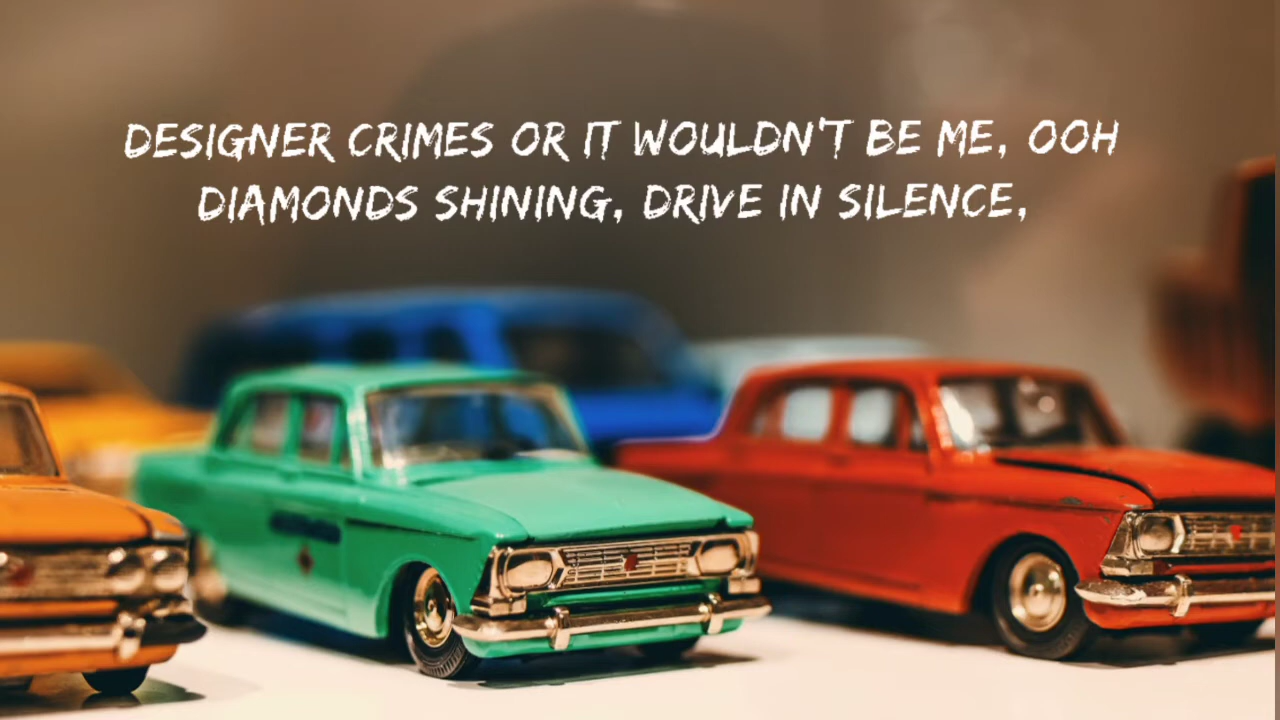 DESIGNER CRIMES OR IT WOULDN'T BE ME, OOH
DIAMONDS SHINING, DRIVE IN SILENCE,